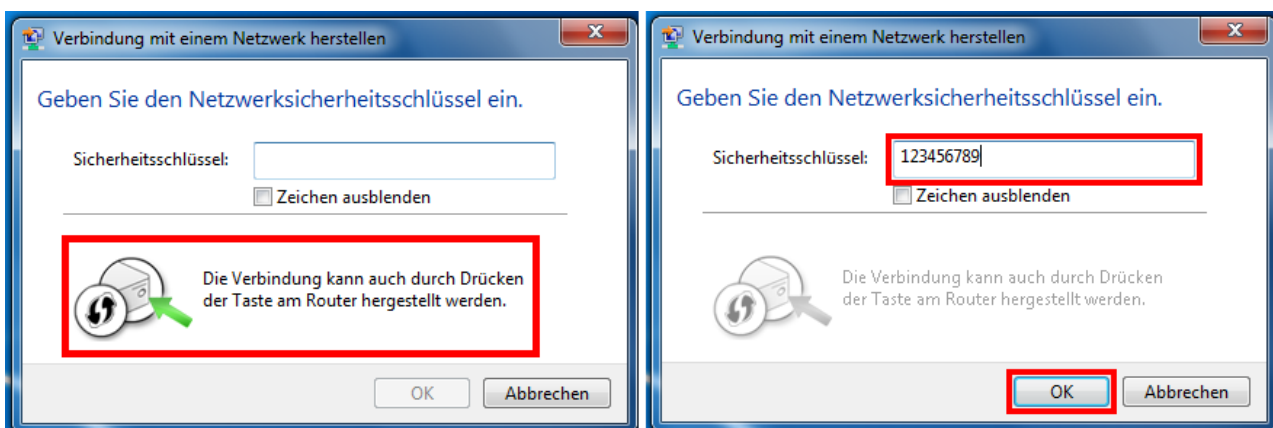 Verbindung mit einem Netzwerk herstellen
Geben Sie den Netzwerksicherheitsschlüssel ein.
Sicherheitsschlüssel:
Zeichen ausblenden
Die Verbindung kann auch durch Drücken
der Taste am Router hergestellt werden.
OK Abbrechen
Verbindung mit einem Netzwerk herstellen
Geben Sie den Netzwerksicherheitsschlüssel ein.
Sicherheitsschlüssel: 123456789
Zeichen ausblenden
Die Verbindung kann auch durch Drücken
der Taste am Router hergestellt werden.
OK Abbrechen